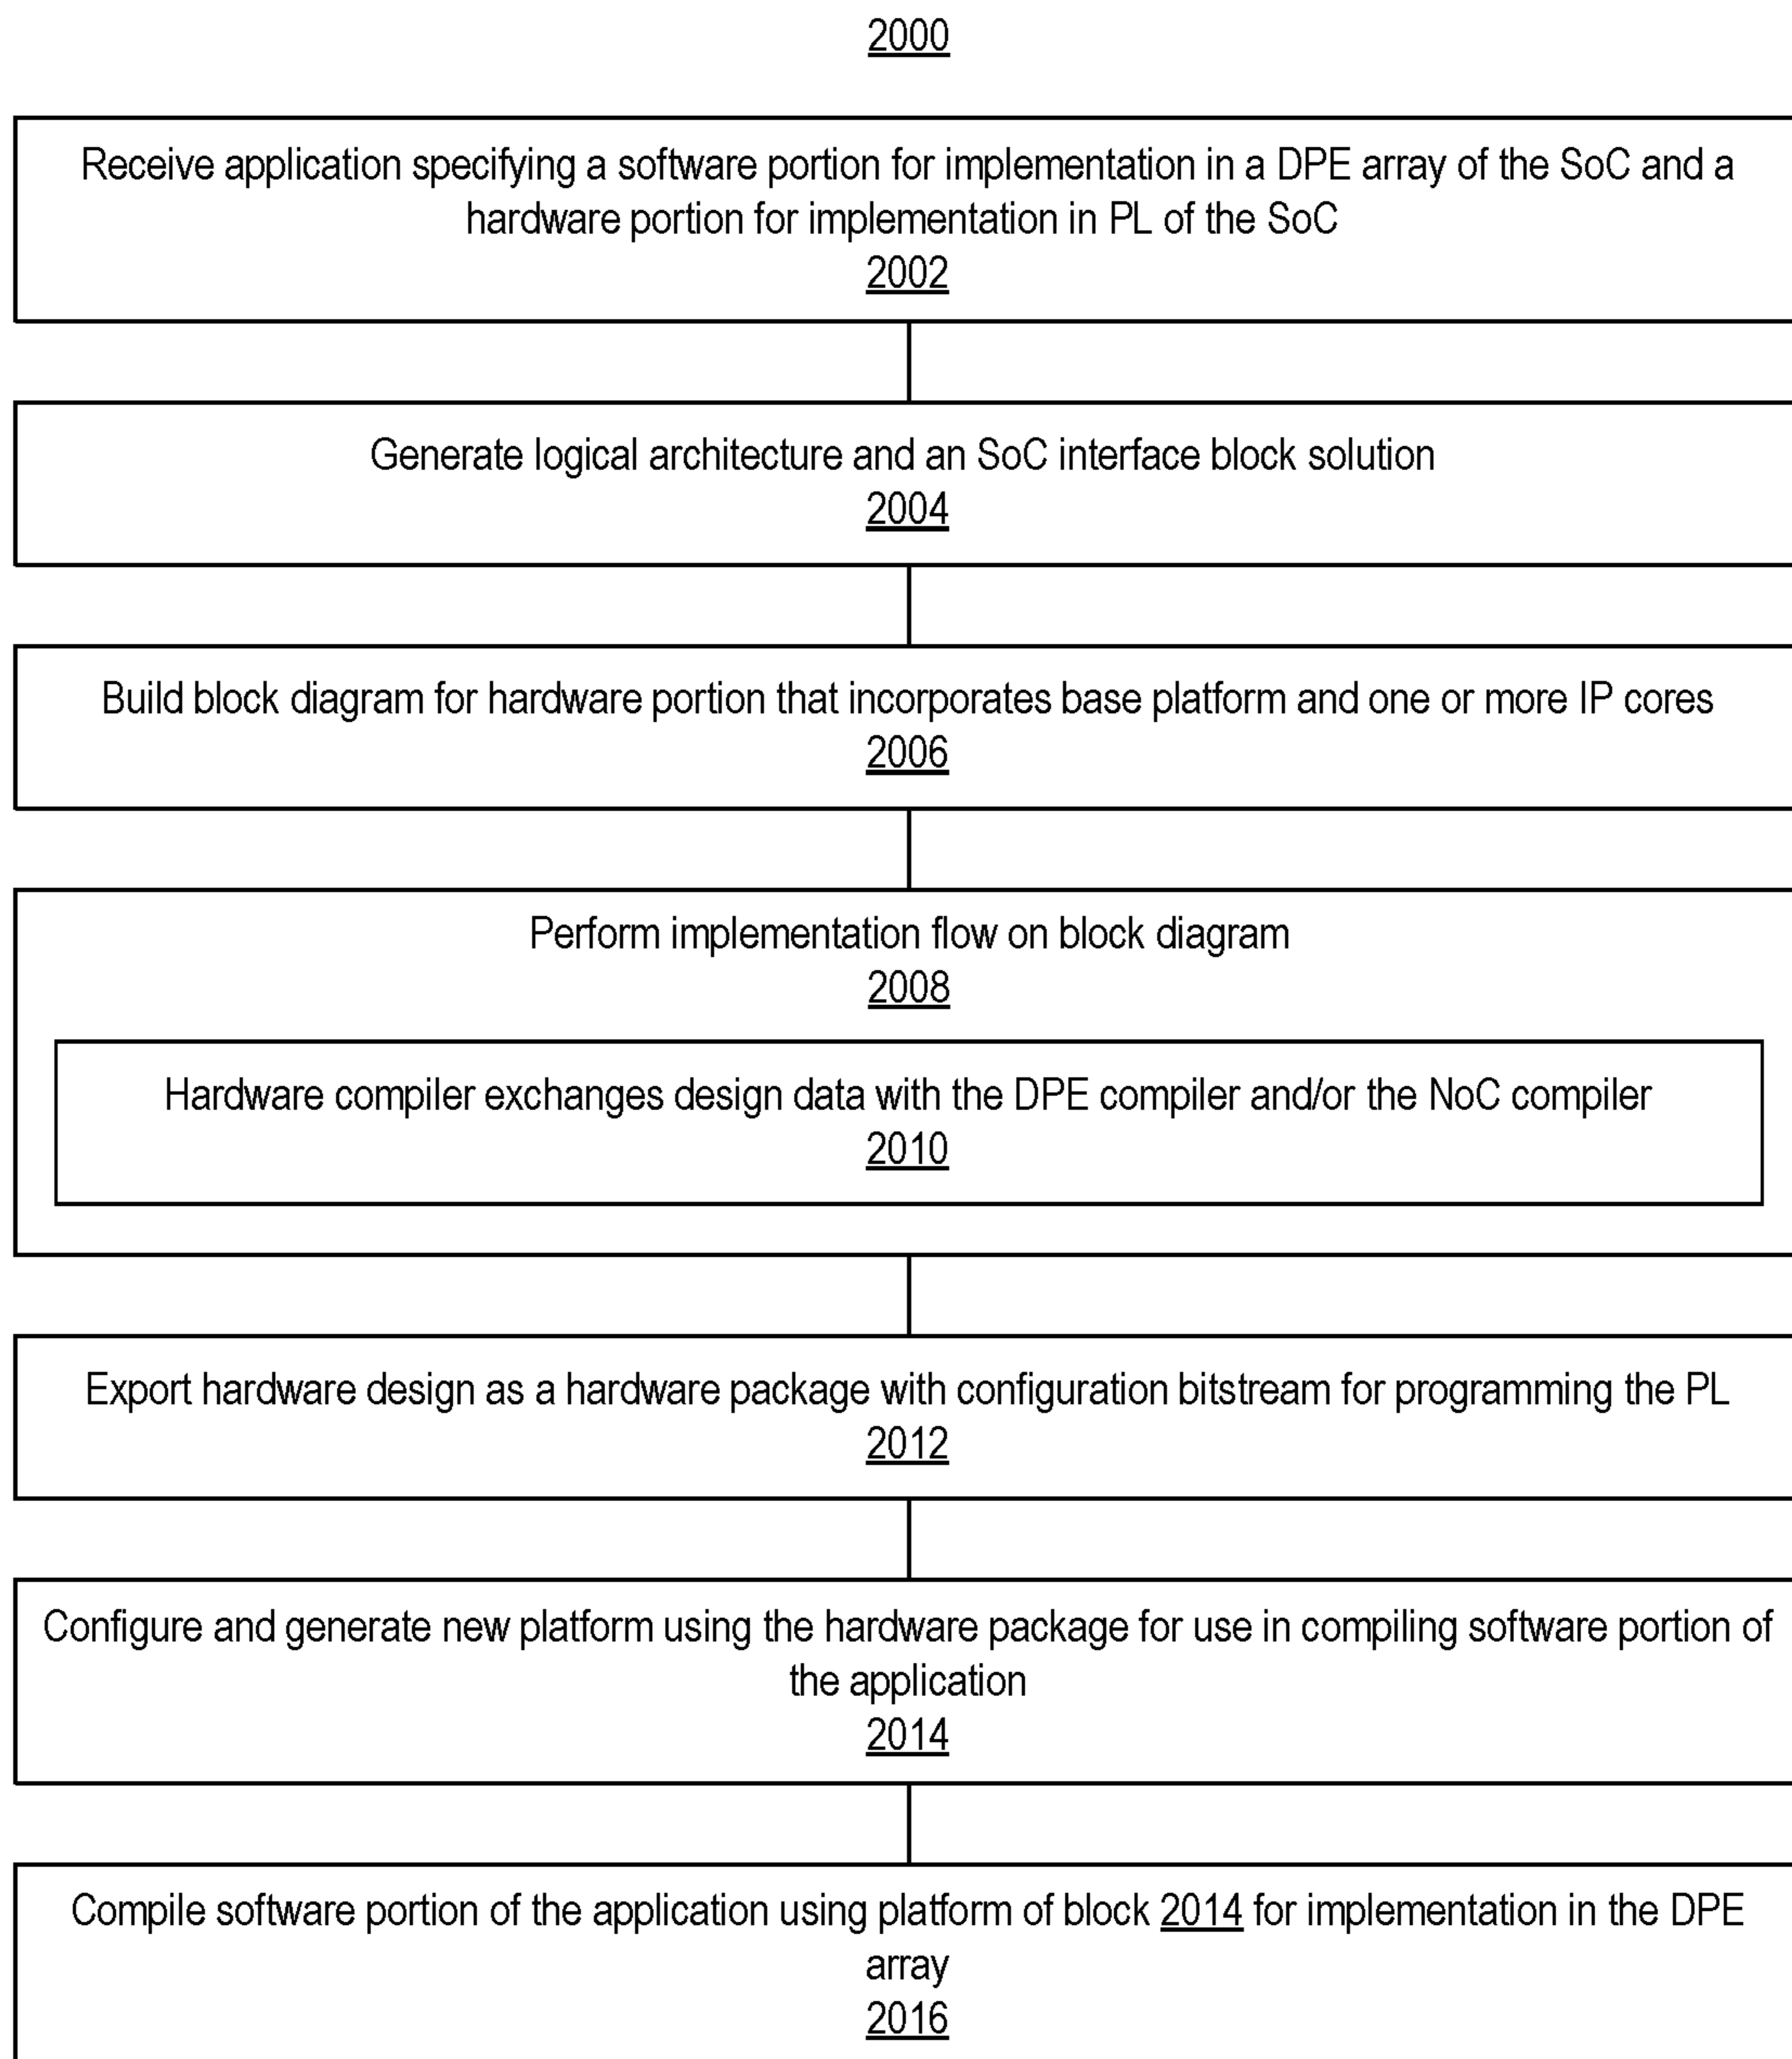 2000
Receive application specifying a software portion for implementation in a DPE array of the SoC and a
hardware portion for implementation in PL of the SoC
2002
Generate logical architecture and an SoC interface block solution
2004
Build block diagram for hardware portion that incorporates base platform and one or more IP cores
2006
Perform implementation flow on block diagram
2008
Hardware compiler exchanges design data with the DPE compiler and/or the NoC compiler
2010
Export hardware design as a hardware package with configuration bitstream for programming the PL
2012
Configure and generate new platform using the hardware package for use in compiling software portion of
the application
2014
Compile software portion of the application using platform of block 2014 for implementation in the DPE
array
2016